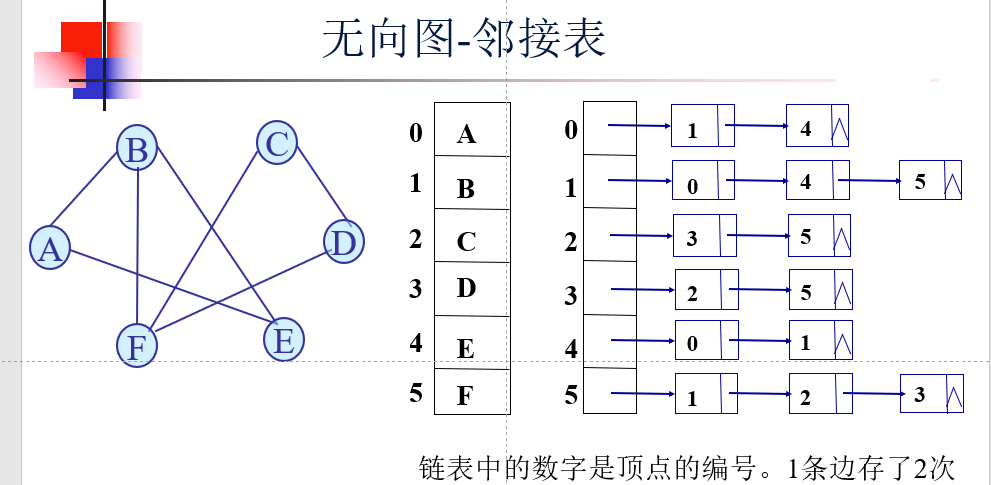 无向图-邻接表
B
C
A
D
F
E
0 A
1 B
2 C
3 D
4 E
5 F
0 1 4 ∧
1 0 4 5 ∧
2 3 5 ∧
3 2 5 ∧
4 0 1 ∧
5 1 2 3 ∧
链表中的数字是顶点的编号。1条边存了2次